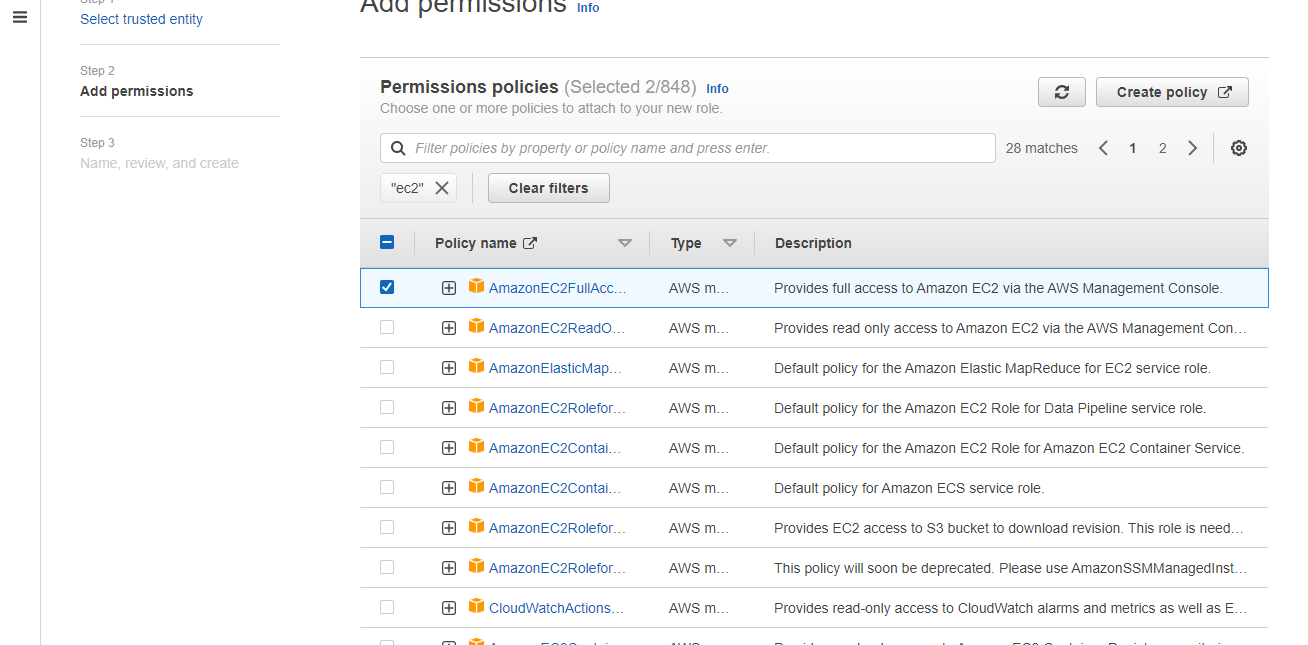 Select trusted entity
Step 2
Add permissions
Step 3
Name, review, and create
Add permissions Info
Permissions policies (Selected 2/848) Info
Choose one or more policies to attach to your new role.
Create policy
Filter policies by property or policy name and press enter.
28 matches
1
2
"ec2"
Clear filters
Policy name Type Description
AmazonEC2FullAcc… AWS m… Provides full access to Amazon EC2 via the AWS Management Console.
AmazonEC2ReadO… AWS m… Provides read only access to Amazon EC2 via the AWS Management Con…
AmazonElasticMap… AWS m… Default policy for the Amazon Elastic MapReduce for EC2 service role.
AmazonEC2Rolefor… AWS m… Default policy for the Amazon EC2 Role for Data Pipeline service role.
AmazonEC2Contai… AWS m… Default policy for the Amazon EC2 Role for Amazon EC2 Container Service.
AmazonEC2Contai… AWS m… Default policy for Amazon ECS service role.
AmazonEC2Rolefor… AWS m… Provides EC2 access to S3 bucket to download revision. This role is need…
AmazonEC2Rolefor… AWS m… This policy will soon be deprecated. Please use AmazonSSMManagedInst…
CloudWatchActions… AWS m… Provides read-only access to CloudWatch alarms and metrics as well as E…